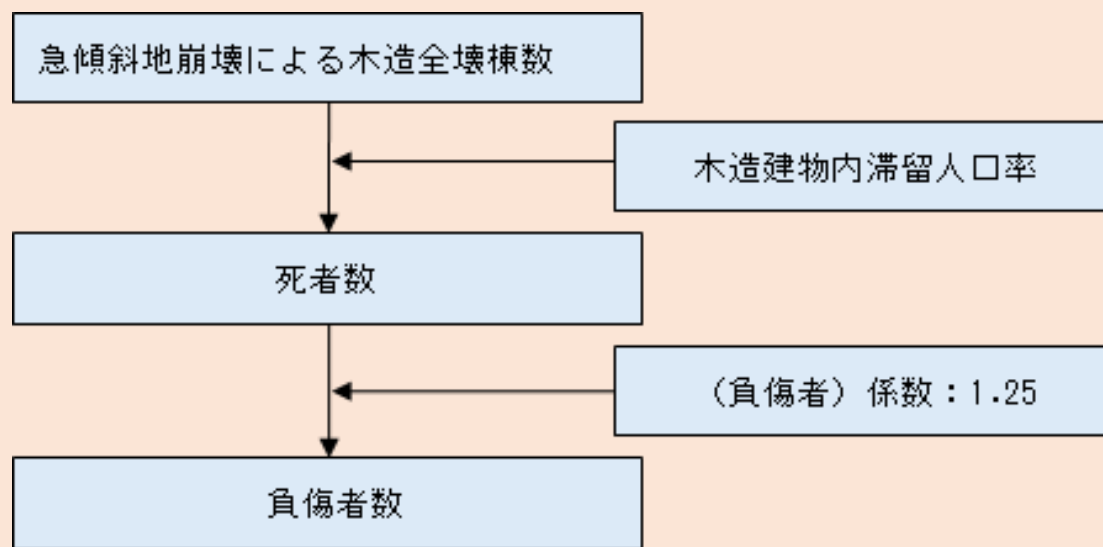 急傾斜地崩壊による木造全壊棟数
木造建物内滞留人口率
死者数
（負傷者）係数：1.25
負傷者数